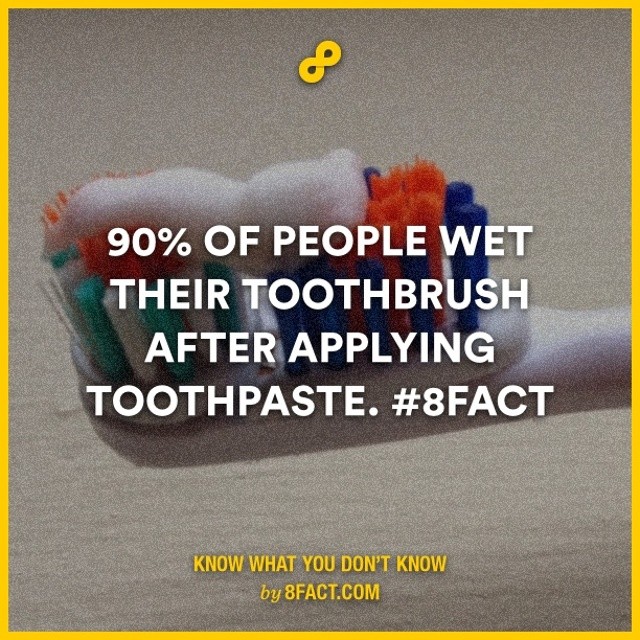 90% OF PEOPLE WET
THEIR TOOTHBRUSH
AFTER APPLYING
TOOTHPASTE. #8FACT
KNOW WHAT YOU DON'T KNOW
by 8FACT.COM